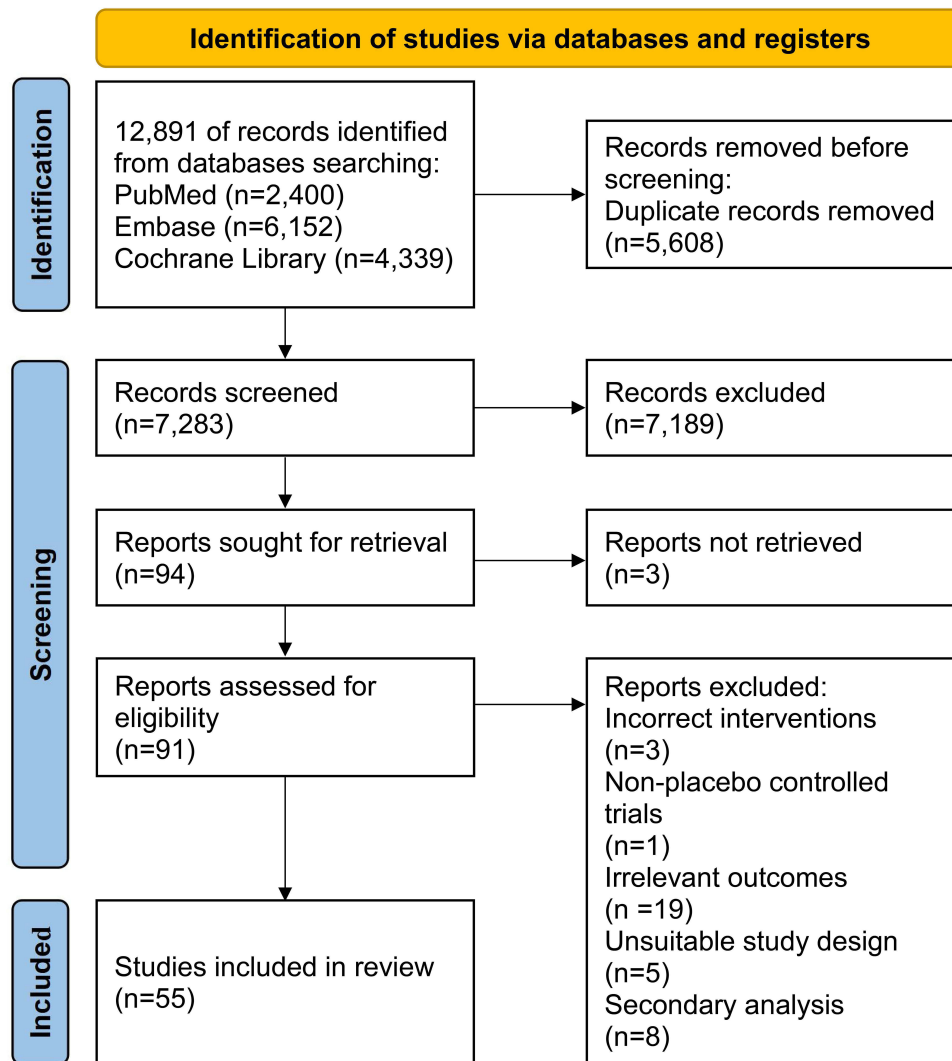 Identification of studies via databases and registers
Identification
12,891 of records identified
from databases searching:
PubMed (n=2,400)
Embase (n=6,152)
Cochrane Library (n=4,339)
Records removed before
screening:
Duplicate records removed
(n=5,608)
Screening
Records screened
(n=7,283)
Records excluded
(n=7,189)
Reports sought for retrieval
(n=94)
Reports not retrieved
(n=3)
Reports assessed for
eligibility
(n=91)
Reports excluded:
Incorrect interventions
(n=3)
Non-placebo controlled
trials
(n=1)
Irrelevant outcomes
(n =19)
Unsuitable study design
(n=5)
Secondary analysis
(n=8)
Included
Studies included in review
(n=55)